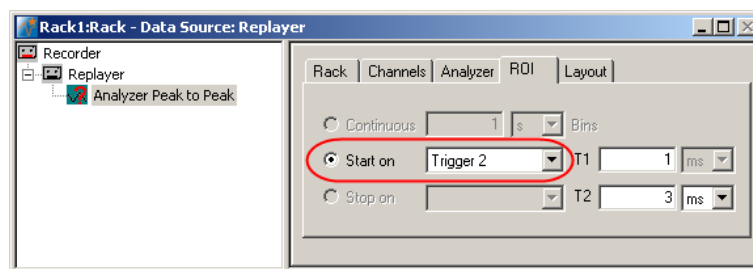 Rack1:Rack - Data Source: Replayer
Recorder
Replayer
Analyzer Peak to Peak
Rack Channels Analyzer ROI Layout
Continuous 1 s Bins
Start on Trigger 2 T1 1 ms
Stop on T2 3 ms